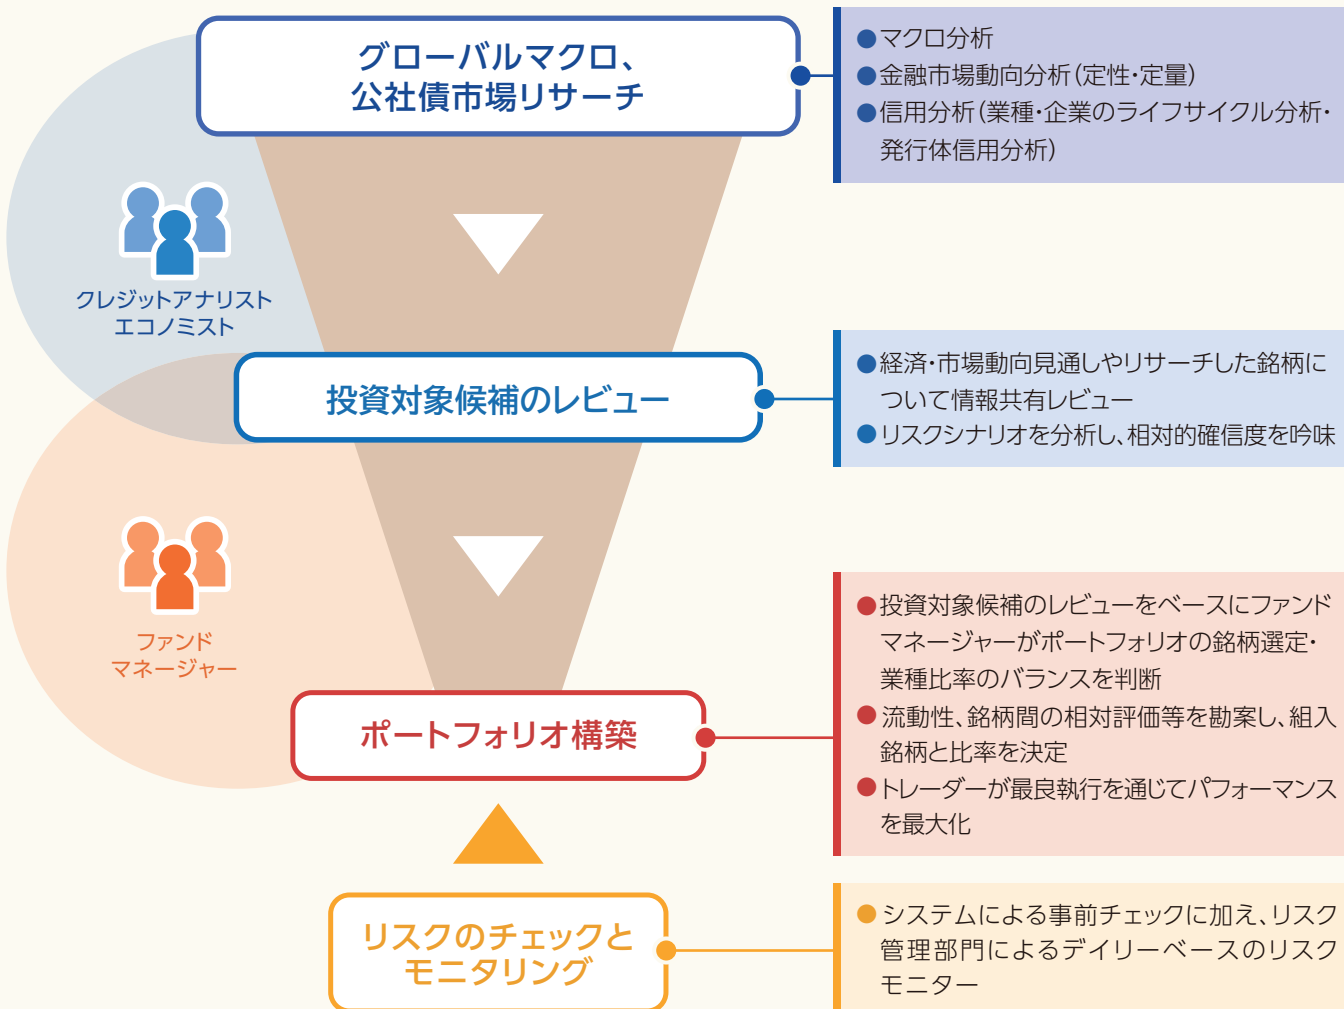 グローバルマクロ、
公社債市場リサーチ
●マクロ分析
●金融市場動向分析(定性・定量)
●信用分析(業種・企業のライフサイクル分析・
発行体信用分析)
クレジットアナリスト
エコノミスト
投資対象候補のレビュー
●経済・市場動向見通しやリサーチした銘柄に
ついて情報共有レビュー
●リスクシナリオを分析し、相対的確信度を吟味
ファンド
マネージャー
ポートフォリオ構築
●投資対象候補のレビューをベースにファンド
マネージャーがポートフォリオの銘柄選定・
業種比率のバランスを判断
●流動性、銘柄間の相対評価等を勘案し、組入
銘柄と比率を決定
●トレーダーが最良執行を通じてパフォーマンス
を最大化
リスクのチェックと
モニタリング
●システムによる事前チェックに加え、リスク
管理部門によるデイリーベースのリスク
モニター